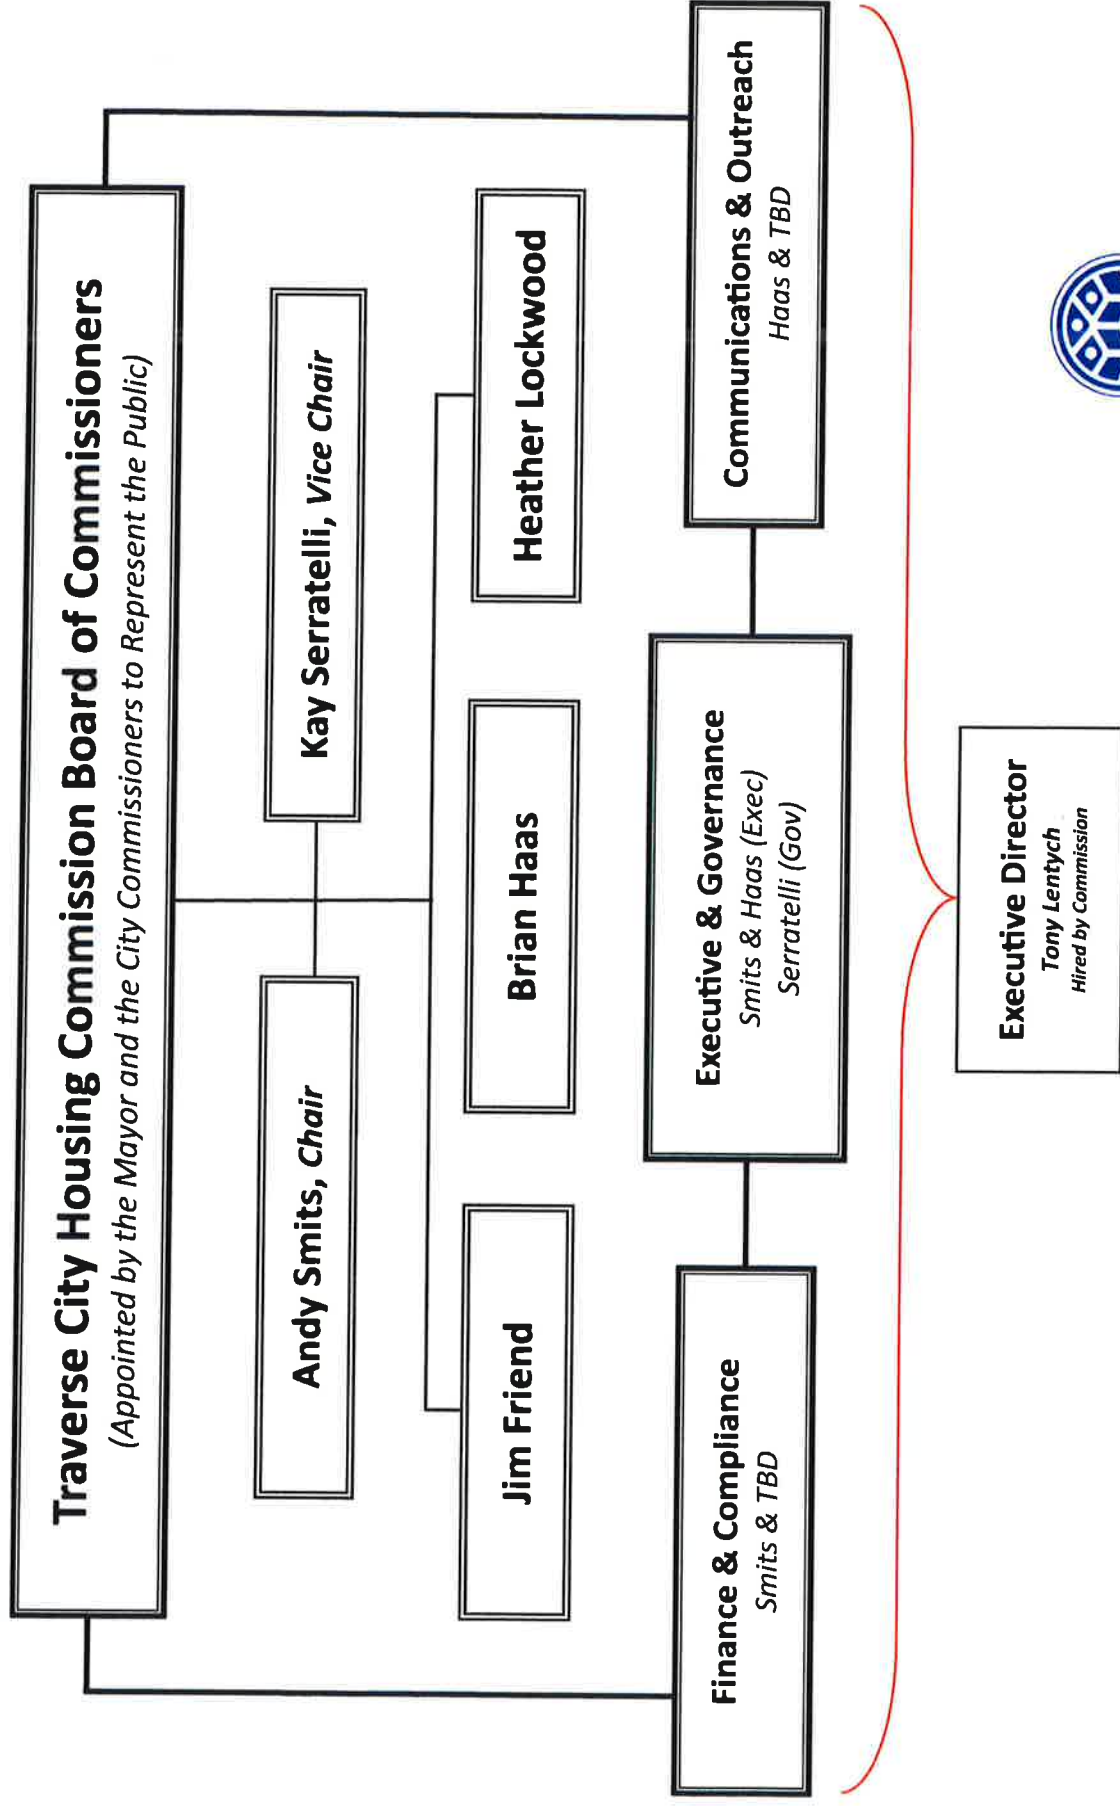 Traverse City Housing Commission Board of Commissioners
(Appointed by the Mayor and the City Commissioners to Represent the Public)
Andy Smits, Chair
Kay Serratelli, Vice Chair
Jim Friend
Brian Haas
Heather Lockwood
Finance & Compliance
Smits & TBD
Executive & Governance
Smits & Haas (Exec)
Serratelli (Gov)
Communications & Outreach
Haas & TBD
Executive Director
Tony Lentych
Hired by Commission